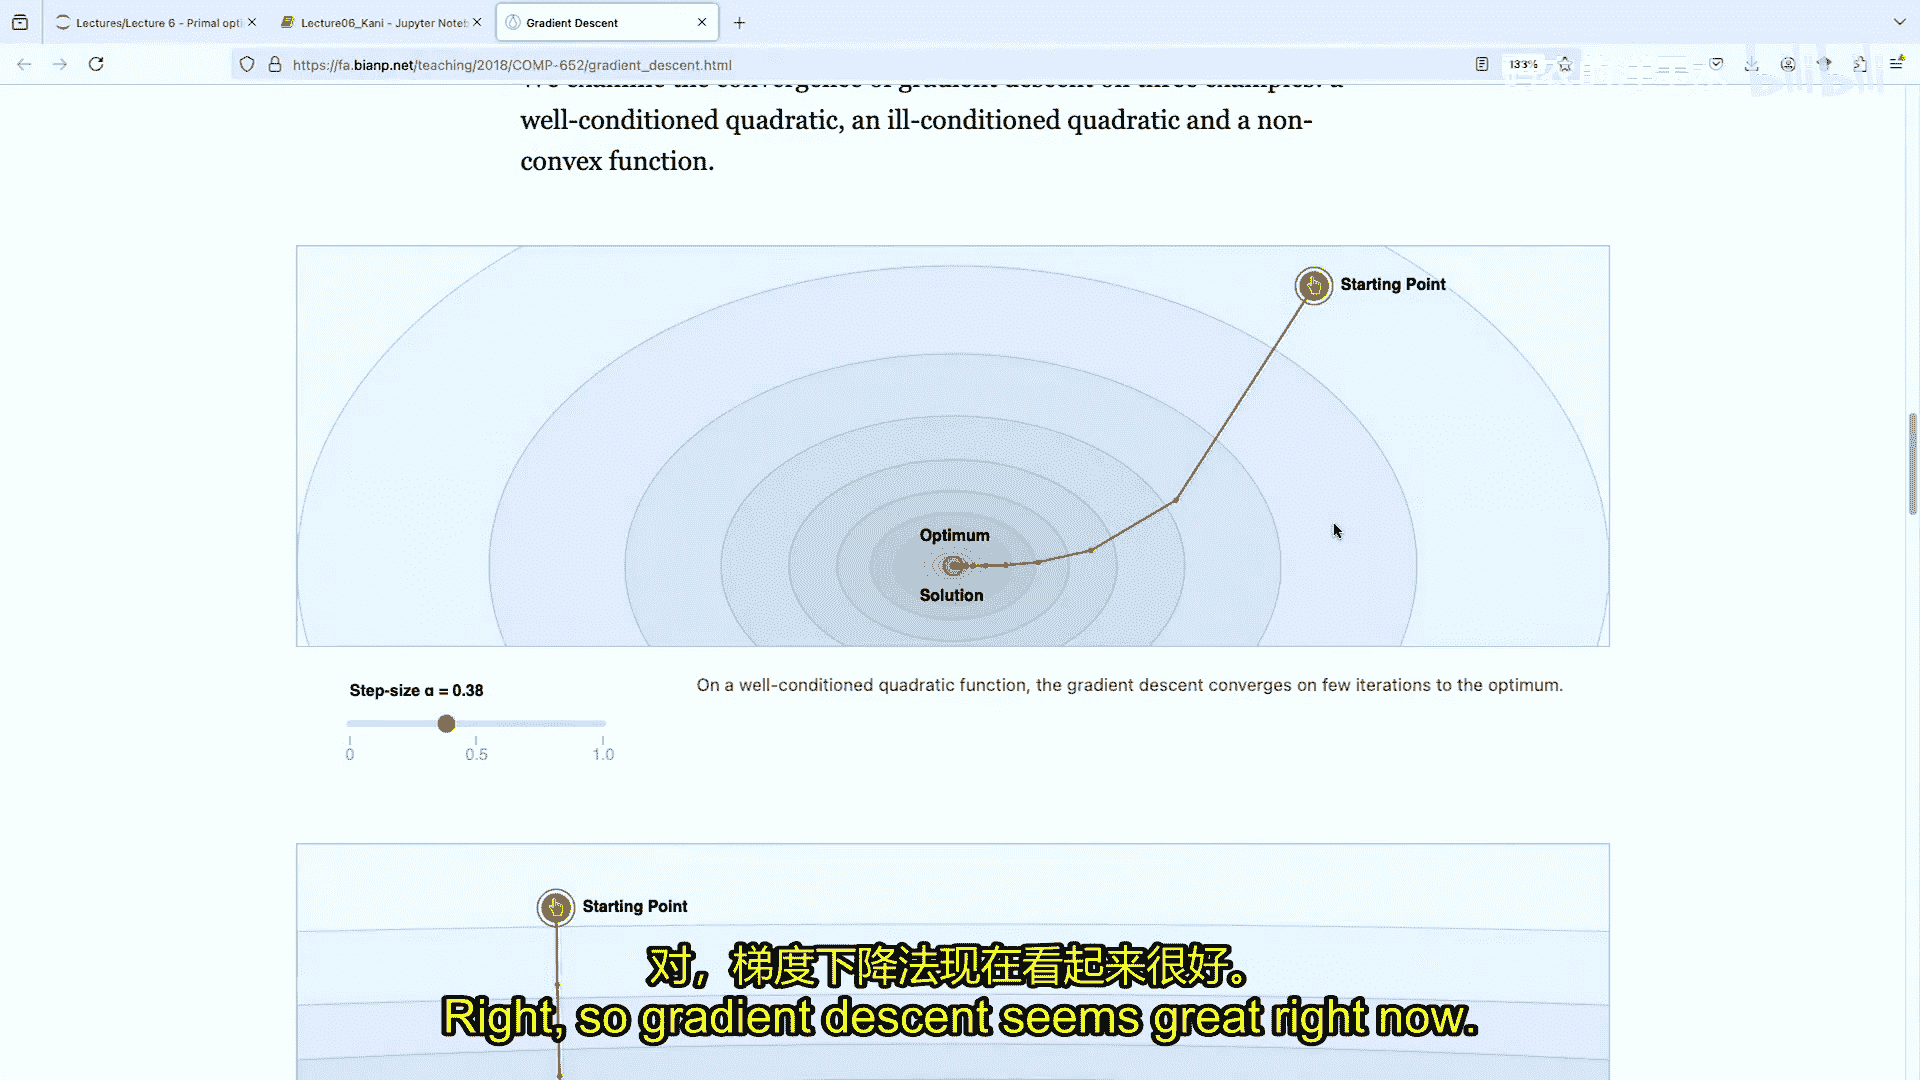 Lectures/Lecture 6 - Primal opti
Lecture06_Kani - Jupyter Noteb
Gradient Descent
https://fa.bianp.net/teaching/2018/COMP-652/gradient_descent.html
133%
well-conditioned quadratic, an ill-conditioned quadratic and a non-
convex function.
Starting Point
Optimum
Solution
Step-size α = 0.38
0
0.5
1.0
On a well-conditioned quadratic function, the gradient descent converges on few iterations to the optimum.
Starting Point
对，梯度下降法现在看起来很好。
Right, so gradient descent seems great right now.